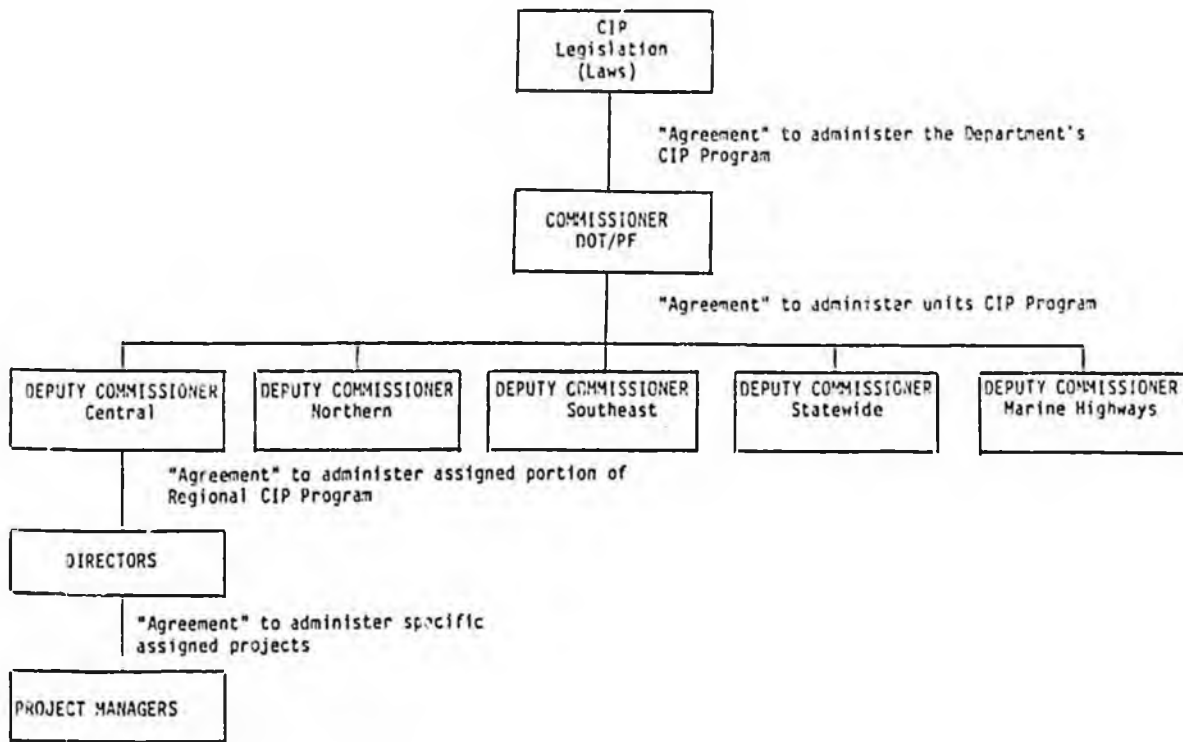 CIP
Legislation
(Laws)
"Agreement" to administer the Department's
CIP Program
COMMISSIONER
DOT/PF
"Agreement" to administer units CIP Program
DEPUTY COMMISSIONER
Central
DEPUTY COMMISSIONER
Northern
DEPUTY COMMISSIONER
Southeast
DEPUTY COMMISSIONER
Statewide
DEPUTY COMMISSIONER
Marine Highways
"Agreement" to administer assigned portion of
Regional CIP Program
DIRECTORS
"Agreement" to administer specific
assigned projects
PROJECT MANAGERS